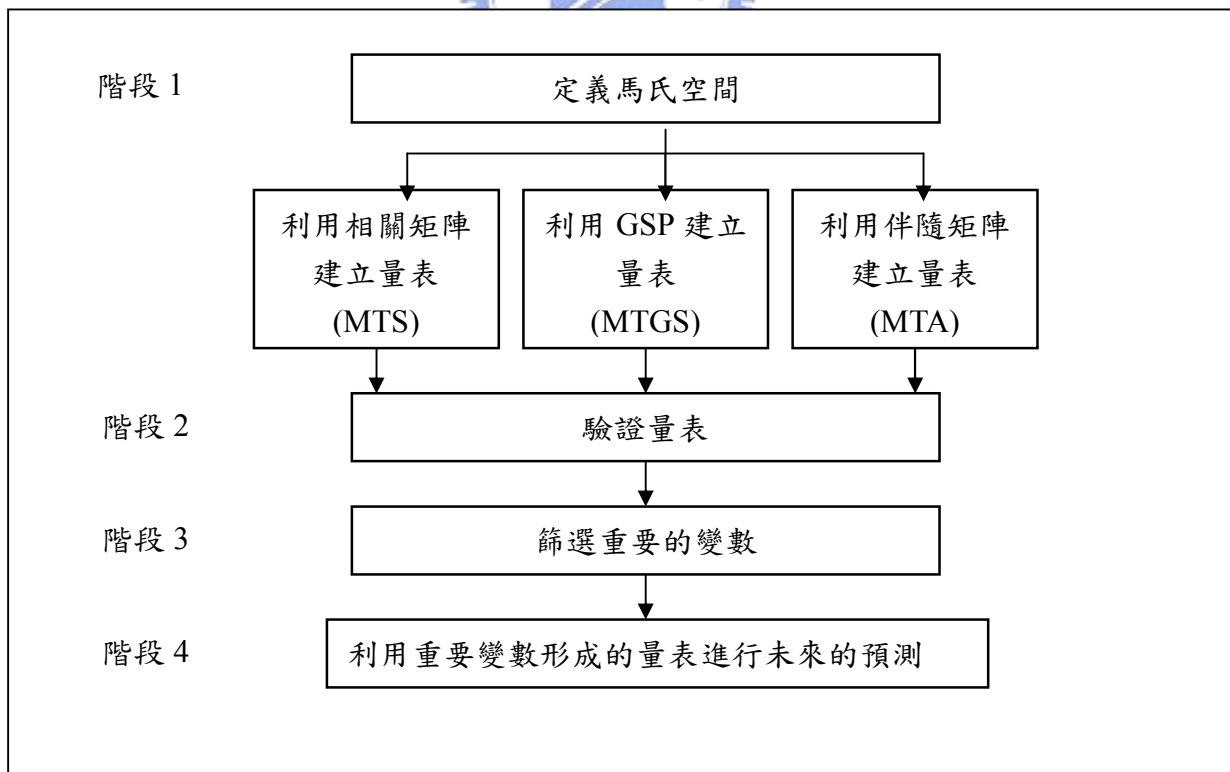 階段 1
定義馬氏空間
利用相關矩陣
建立量表
(MTS)
利用 GSP 建立
量表
(MTGS)
利用伴隨矩陣
建立量表
(MTA)
階段 2
驗證量表
階段 3
篩選重要的變數
階段 4
利用重要變數形成的量表進行未來的預測